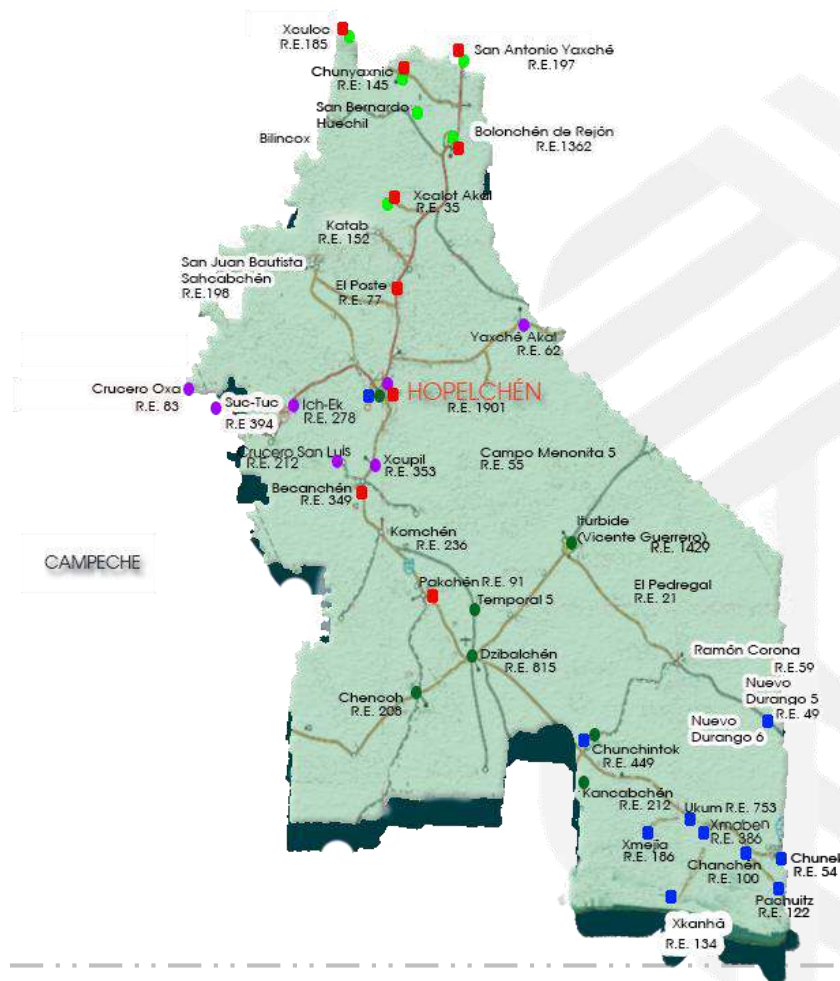 Xculoc
R.E.185
San Antonio Yaxché
R.E.197
Chunyaxnic
R.E: 145
San Bernardo
Huechil
Bolonchén de Rejón
R.E.1362
Bilincox
Xcalot Akal
R.E. 35
Katab
R.E. 152
San Juan Bautista
Sahcabchén
R.E.198
El Poste
R.E. 77
Yaxché Akal
R.E. 62
Crucero Oxa
R.E. 83
Suc-Tuc
R.E 394
Ich-Ek
R.E. 278
HOPELCHÉN
R.E. 1901
Crucero San Luis
R.E. 212
Xcupil
R.E. 353
Campo Menonita 5
R.E. 55
Becanchén
R.E. 349
Komchén
R.E. 236
Iturbide
(Vicente Guerrero)
R.E. 1429
CAMPECHE
Pakchén R.E. 91
El Pedregal
R.E. 21
Temporal 5
Dzibalchén
R.E. 815
Ramón Corona
R.E.59
Chencoh
R.E. 208
Nuevo
Durango 5
R.E. 49
Nuevo
Durango 6
Chunchintok
R.E. 449
Kancabchén
R.E. 212
Ukum R.E. 753
Xmaben
R.E. 386
Xmejía
R.E. 186
Chanchén
R.E. 100
Chunek
R.E. 54
Pachuitz
R.E. 122
Xkanhá
R.E. 134